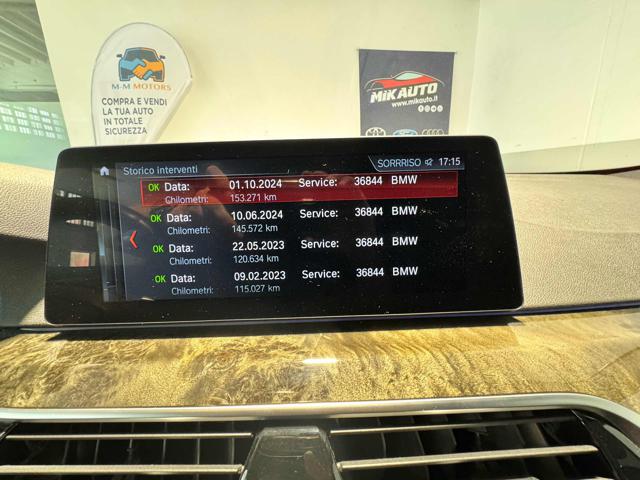 M-M MOTORS
COMPRA E VENDI
LA TUA AUTO
IN TOTALE
SICUREZZA
MIKAUTO
www.mikauto.it
Storico interventi
SORRRISO 17:15
OK Data: 01.10.2024 Service: 36844 BMW
Chilometri: 153.271 km
OK Data: 10.06.2024 Service: 36844 BMW
Chilometri: 145.572 km
OK Data: 22.05.2023 Service: 36844 BMW
Chilometri: 120.634 km
OK Data: 09.02.2023 Service: 36844 BMW
Chilometri: 115.027 km